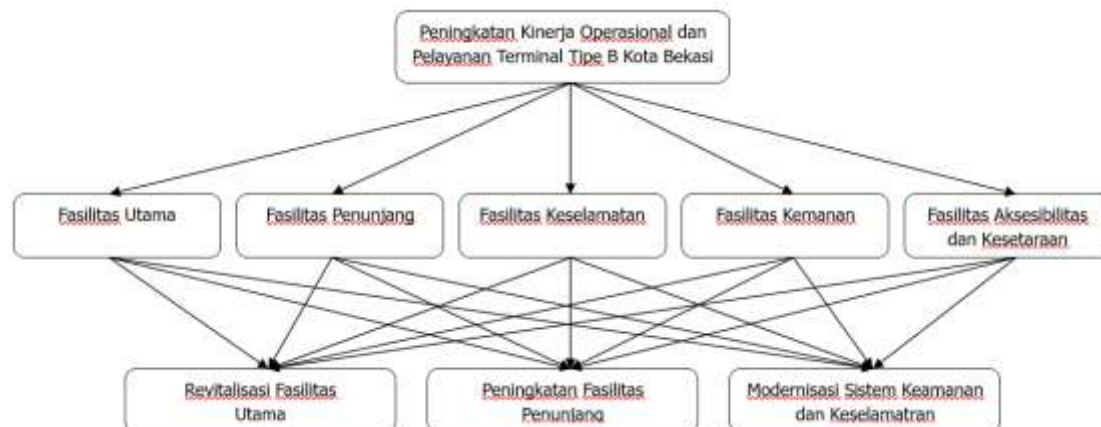 Peningkatan Kinerja Operasional dan
Pelayanan Terminal Tipe B Kota Bekasi
Fasilitas Utama
Fasilitas Penunjang
Fasilitas Keselamatan
Fasilitas Kemanan
Fasilitas Aksesibilitas
dan Kesetaraan
Revitalisasi Fasilitas
Utama
Peningkatan Fasilitas
Penunjang
Modernisasi Sistem Keamanan
dan Keselamatran